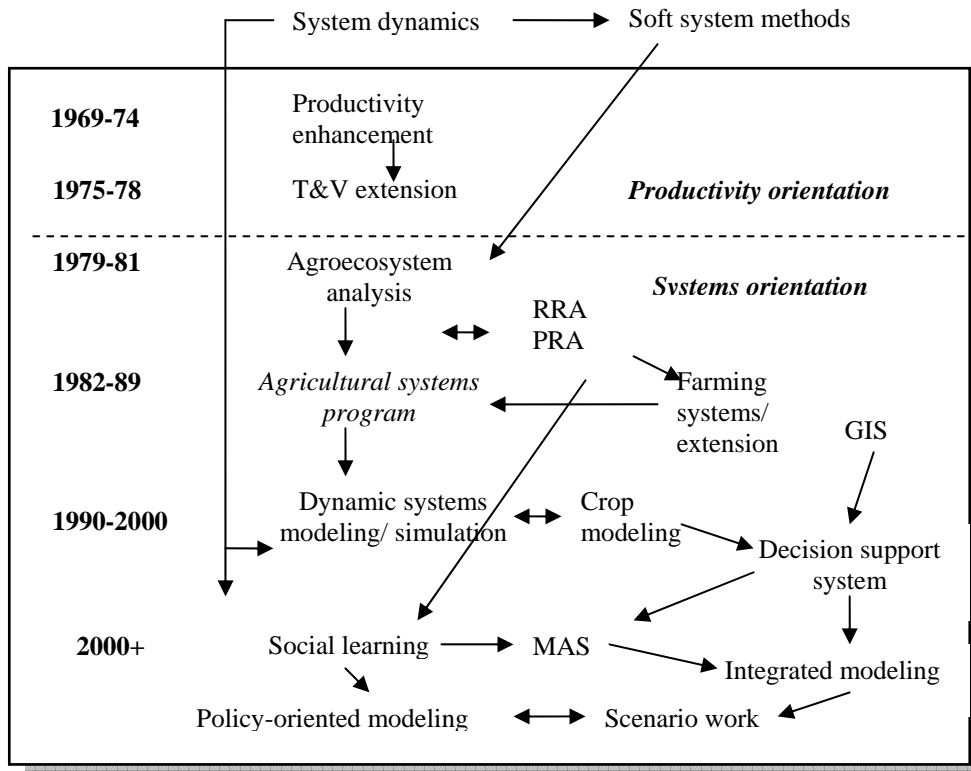 System dynamics
Soft system methods
1969-74
Productivity
enhancement
1975-78
T&V extension
Productivity orientation
1979-81
Agroecosystem
analysis
Svstems orientation
RRA
PRA
1982-89
Agricultural systems
program
Farming
systems/
extension
GIS
1990-2000
Dynamic systems
modeling/ simulation
Crop
modeling
Decision support
system
2000+
Social learning
MAS
Integrated modeling
Policy-oriented modeling
Scenario work